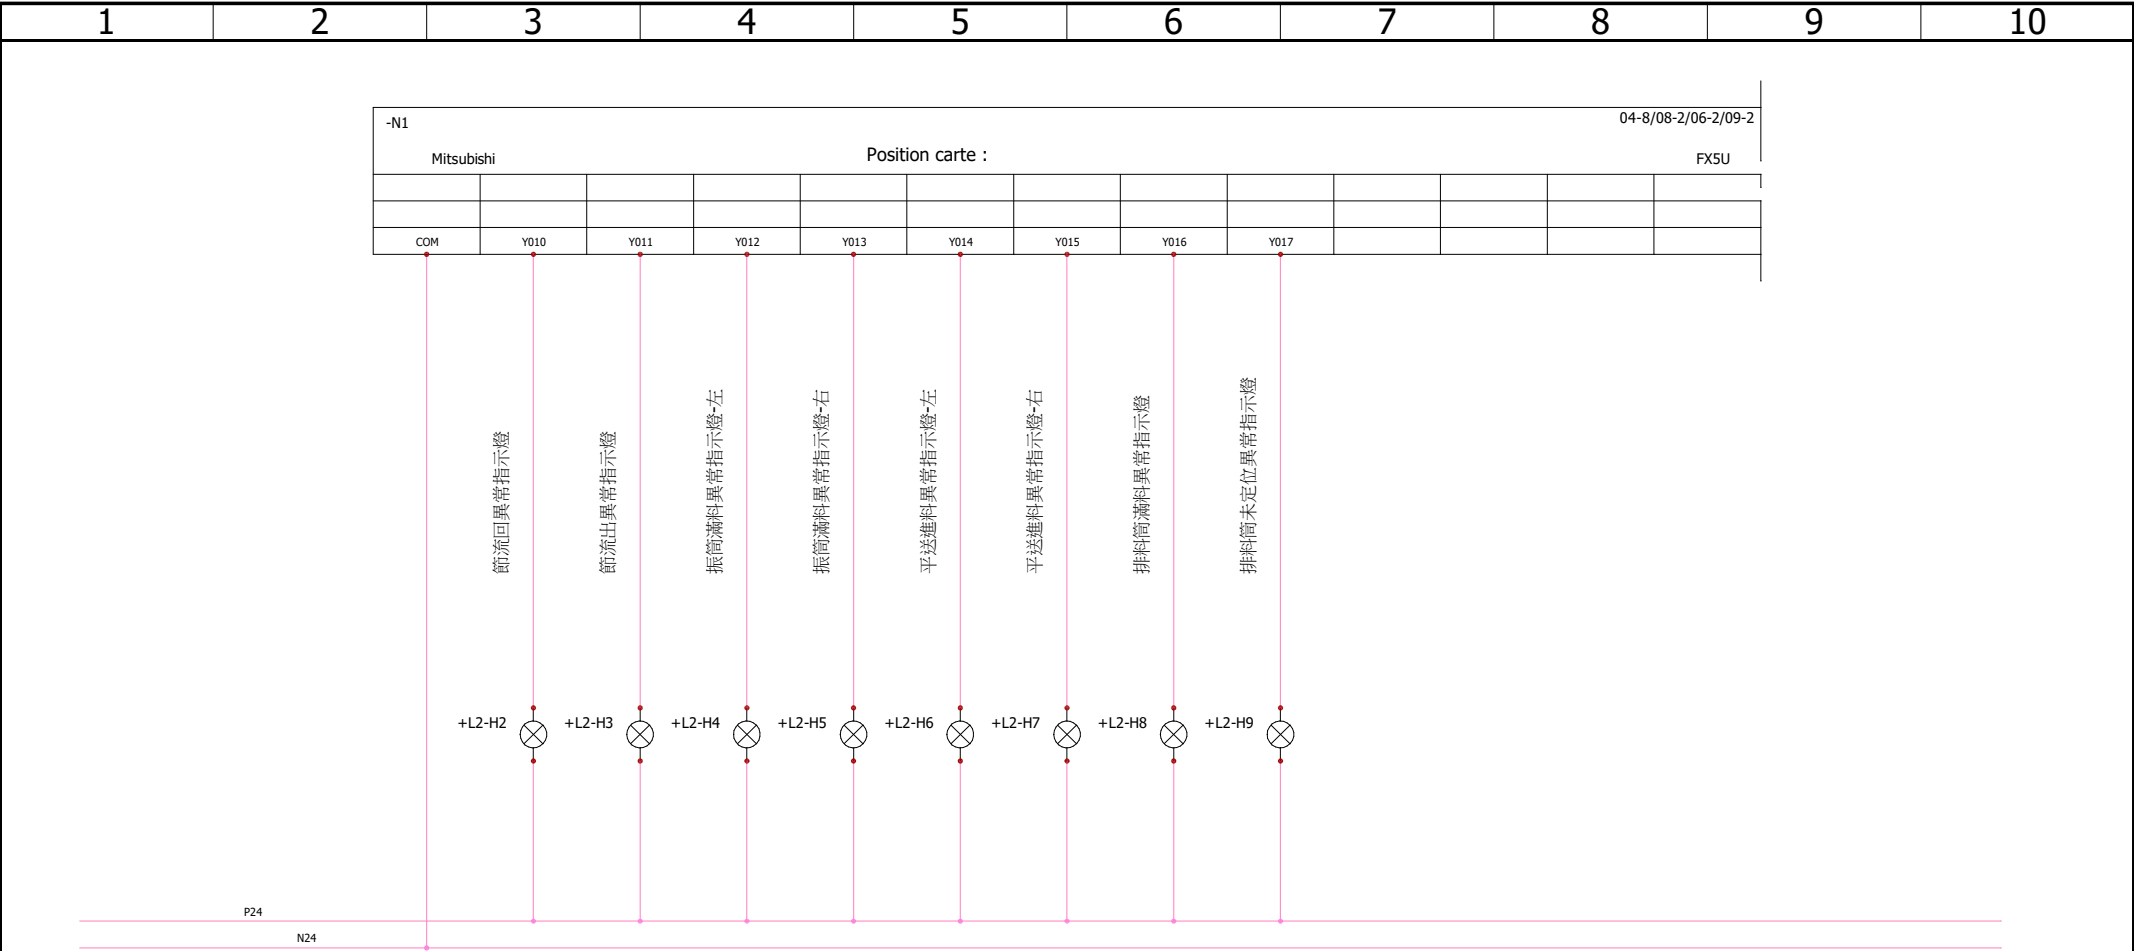 1 2 3 4 5 6 7 8 9 10
-N1 04-8/08-2/06-2/09-2
Mitsubishi Position carte : FX5U
COM Y010 Y011 Y012 Y013 Y014 Y015 Y016 Y017
節流回異常指示燈
節流出異常指示燈
振筒滿料異常指示燈-左
振筒滿料異常指示燈-右
平送進料異常指示燈-左
平送進料異常指示燈-右
排料筒滿料異常指示燈
排料筒未定位異常指示燈
+L2-H2 +L2-H3 +L2-H4 +L2-H5 +L2-H6 +L2-H7 +L2-H8 +L2-H9
P24
N24